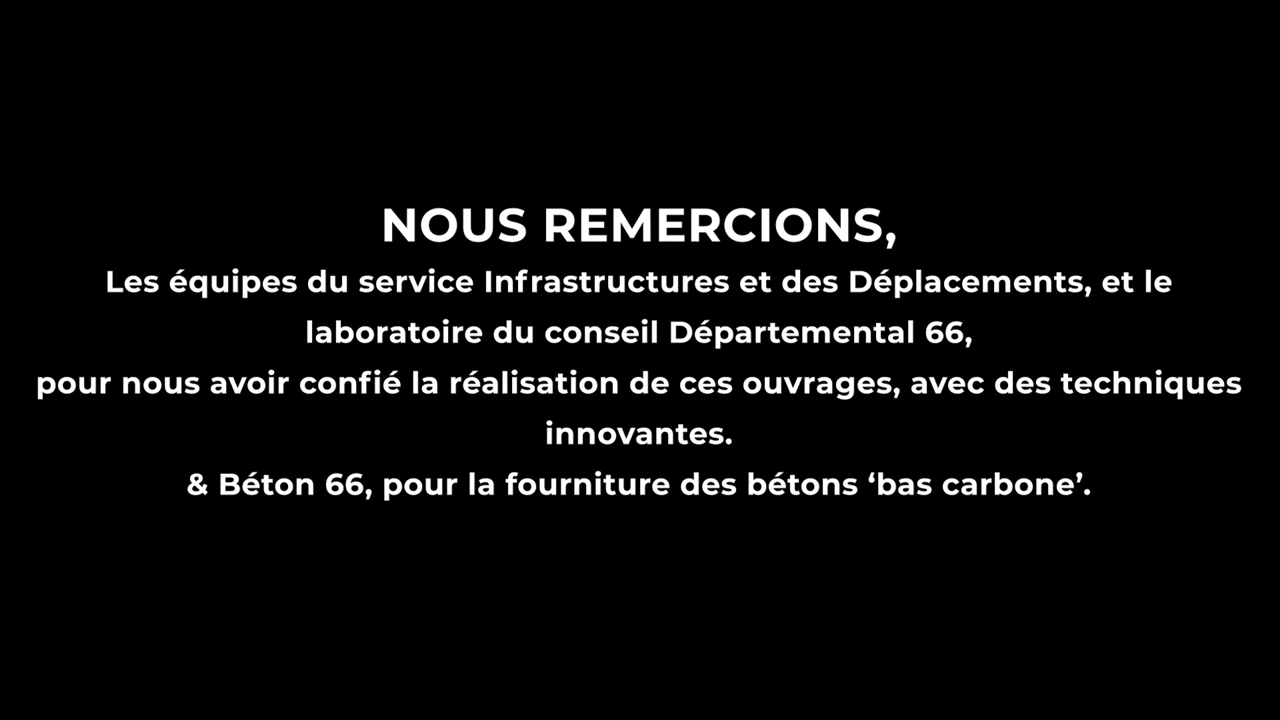 NOUS REMERCIONS,
Les équipes du service Infrastructures et des Déplacements, et le
laboratoire du conseil Départemental 66,
pour nous avoir confié la réalisation de ces ouvrages, avec des techniques
innovantes.
& Béton 66, pour la fourniture des bétons ‘bas carbone’.